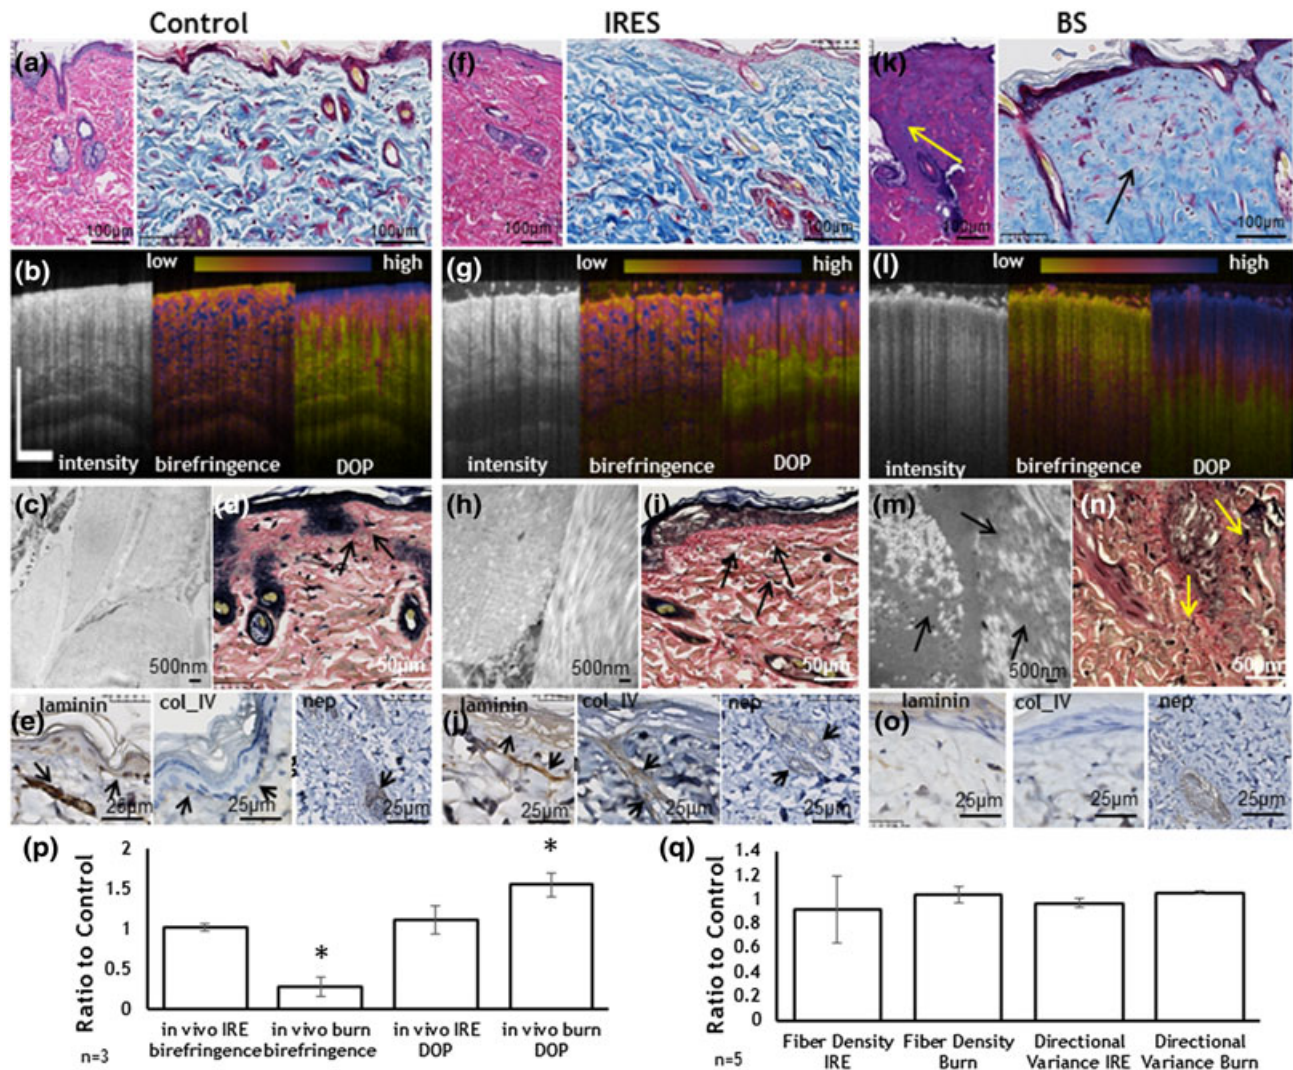 Control IRES BS
(a) (f) (k)
100μm 100μm 100μm 100μm 100μm
(b) low high (g) low high (l) low high
intensity birefringence DOP intensity birefringence DOP intensity birefringence DOP
(c) (d) (h) (i) (m) (n)
500nm 50μm 500nm 50μm 500nm
(e) laminin col_IV nep (j) laminin col_IV nep (o) laminin col_IV nep
25μm 25μm 25μm 25μm 25μm 25μm 25μm 25μm 25μm
(p) (q)
Ratio to Control
2
1.5
1
0.5
0
*
*
in vivo IRE birefringence
in vivo burn birefringence
in vivo IRE DOP
in vivo burn DOP
n=3
Ratio to Control
1.4
1.2
1
0.8
0.6
0.4
0.2
0
Fiber Density IRE
Fiber Density Burn
Directional Variance IRE
Directional Variance Burn
n=5